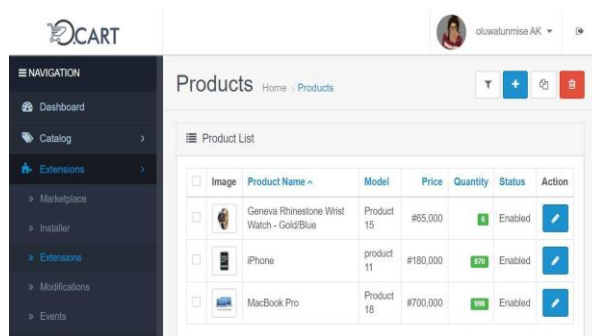 CART
oluwatunmise AK
NAVIGATION
Products Home › Products
Dashboard
Catalog
Product List
Extensions
Image Product Name Model Price Quantity Status Action
» Marketplace
Geneva Rhinestone Wrist Watch - Gold/Blue
Product 15
#65,000 6 Enabled
» Installer
» Extensions
iPhone
product 11
#180,000 970 Enabled
» Modifications
MacBook Pro
Product 18
#700,000 998 Enabled
» Events